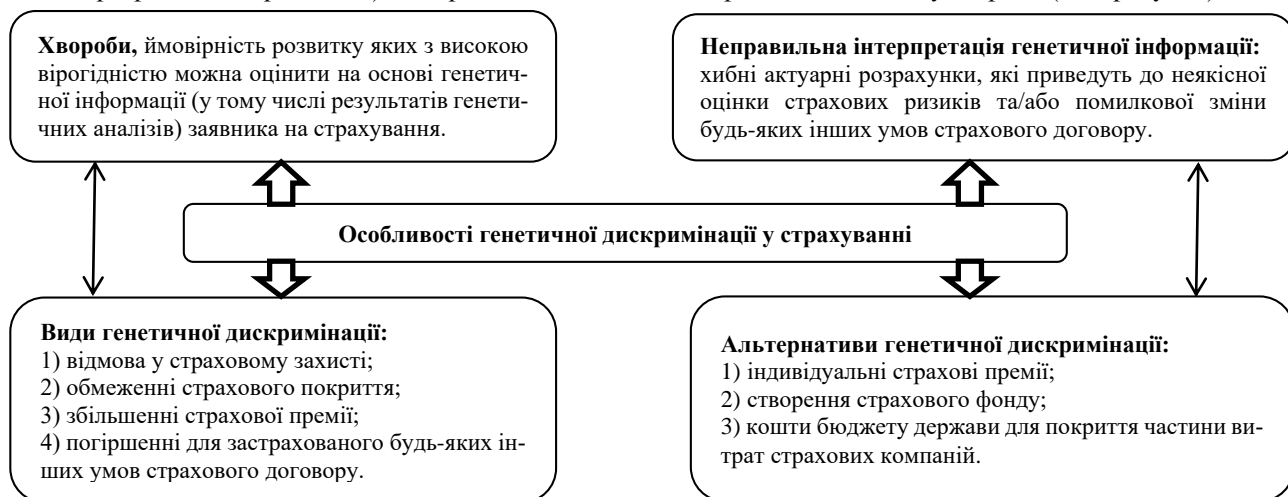 Хвороби, ймовірність розвитку яких з високою
вірогідністю можна оцінити на основі генетич-
ної інформації (у тому числі результатів генети-
чних аналізів) заявника на страхування.
Неправильна інтерпретація генетичної інформації:
хибні актуарні розрахунки, які приведуть до неякісної
оцінки страхових ризиків та/або помилкової зміни
будь-яких інших умов страхового договору.
Особливості генетичної дискримінації у страхуванні
Види генетичної дискримінації:
1) відмова у страховому захисті;
2) обмеженні страхового покриття;
3) збільшенні страхової премії;
4) погіршенні для застрахованого будь-яких ін-
ших умов страхового договору.
Альтернативи генетичної дискримінації:
1) індивідуальні страхові премії;
2) створення страхового фонду;
3) кошти бюджету держави для покриття частини ви-
трат страхових компаній.